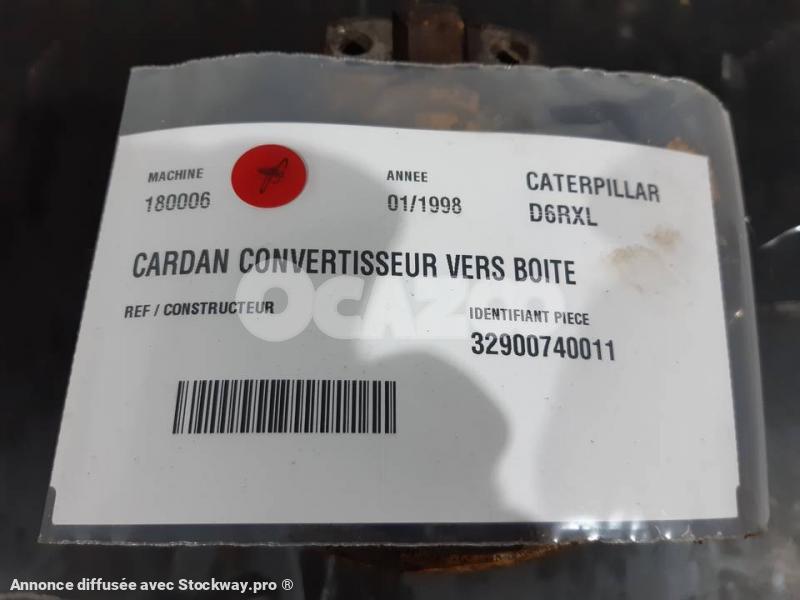 MACHINE
180006
ANNEE
01/1998
CATERPILLAR
D6RXL
CARDAN CONVERTISSEUR VERS BOITE
OCAZOO
REF / CONSTRUCTEUR
IDENTIFIANT PIECE
32900740011
Annonce diffusée avec Stockway.pro ®